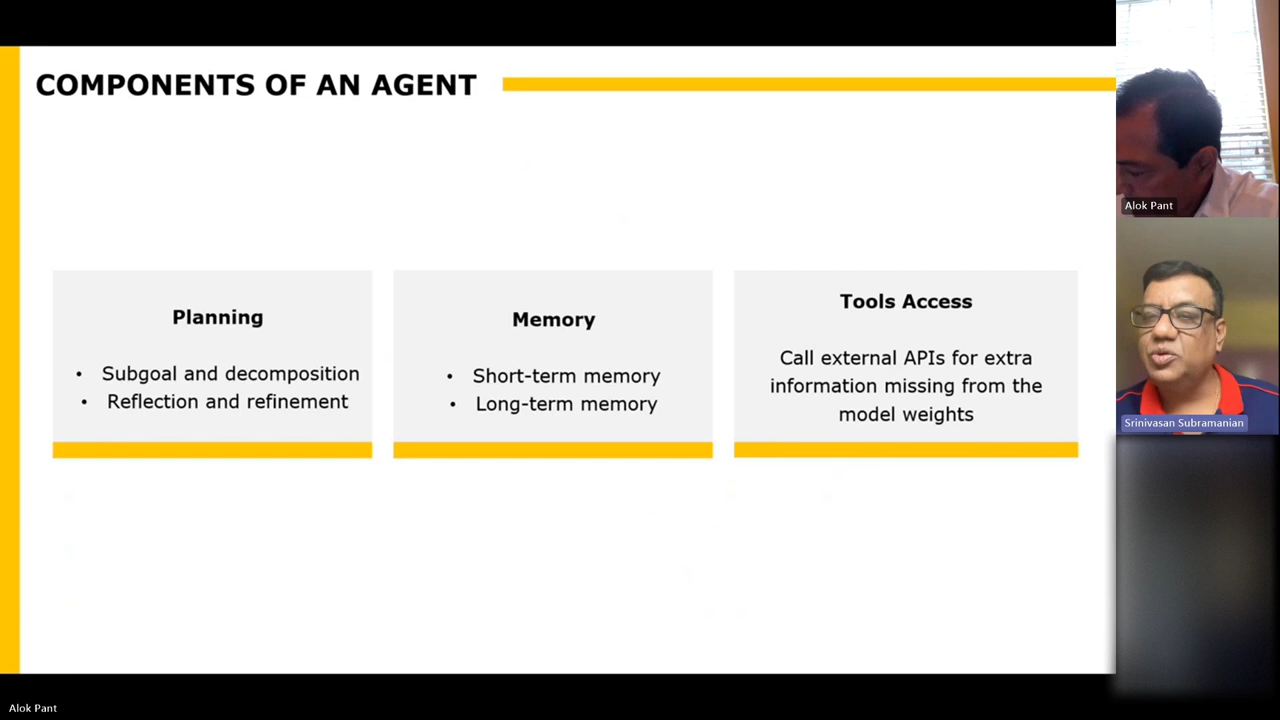 COMPONENTS OF AN AGENT
Planning
• Subgoal and decomposition
• Reflection and refinement
Memory
• Short-term memory
• Long-term memory
Tools Access
Call external APIs for extra
information missing from the
model weights
Alok Pant
Srinivasan Subramanian
Alok Pant